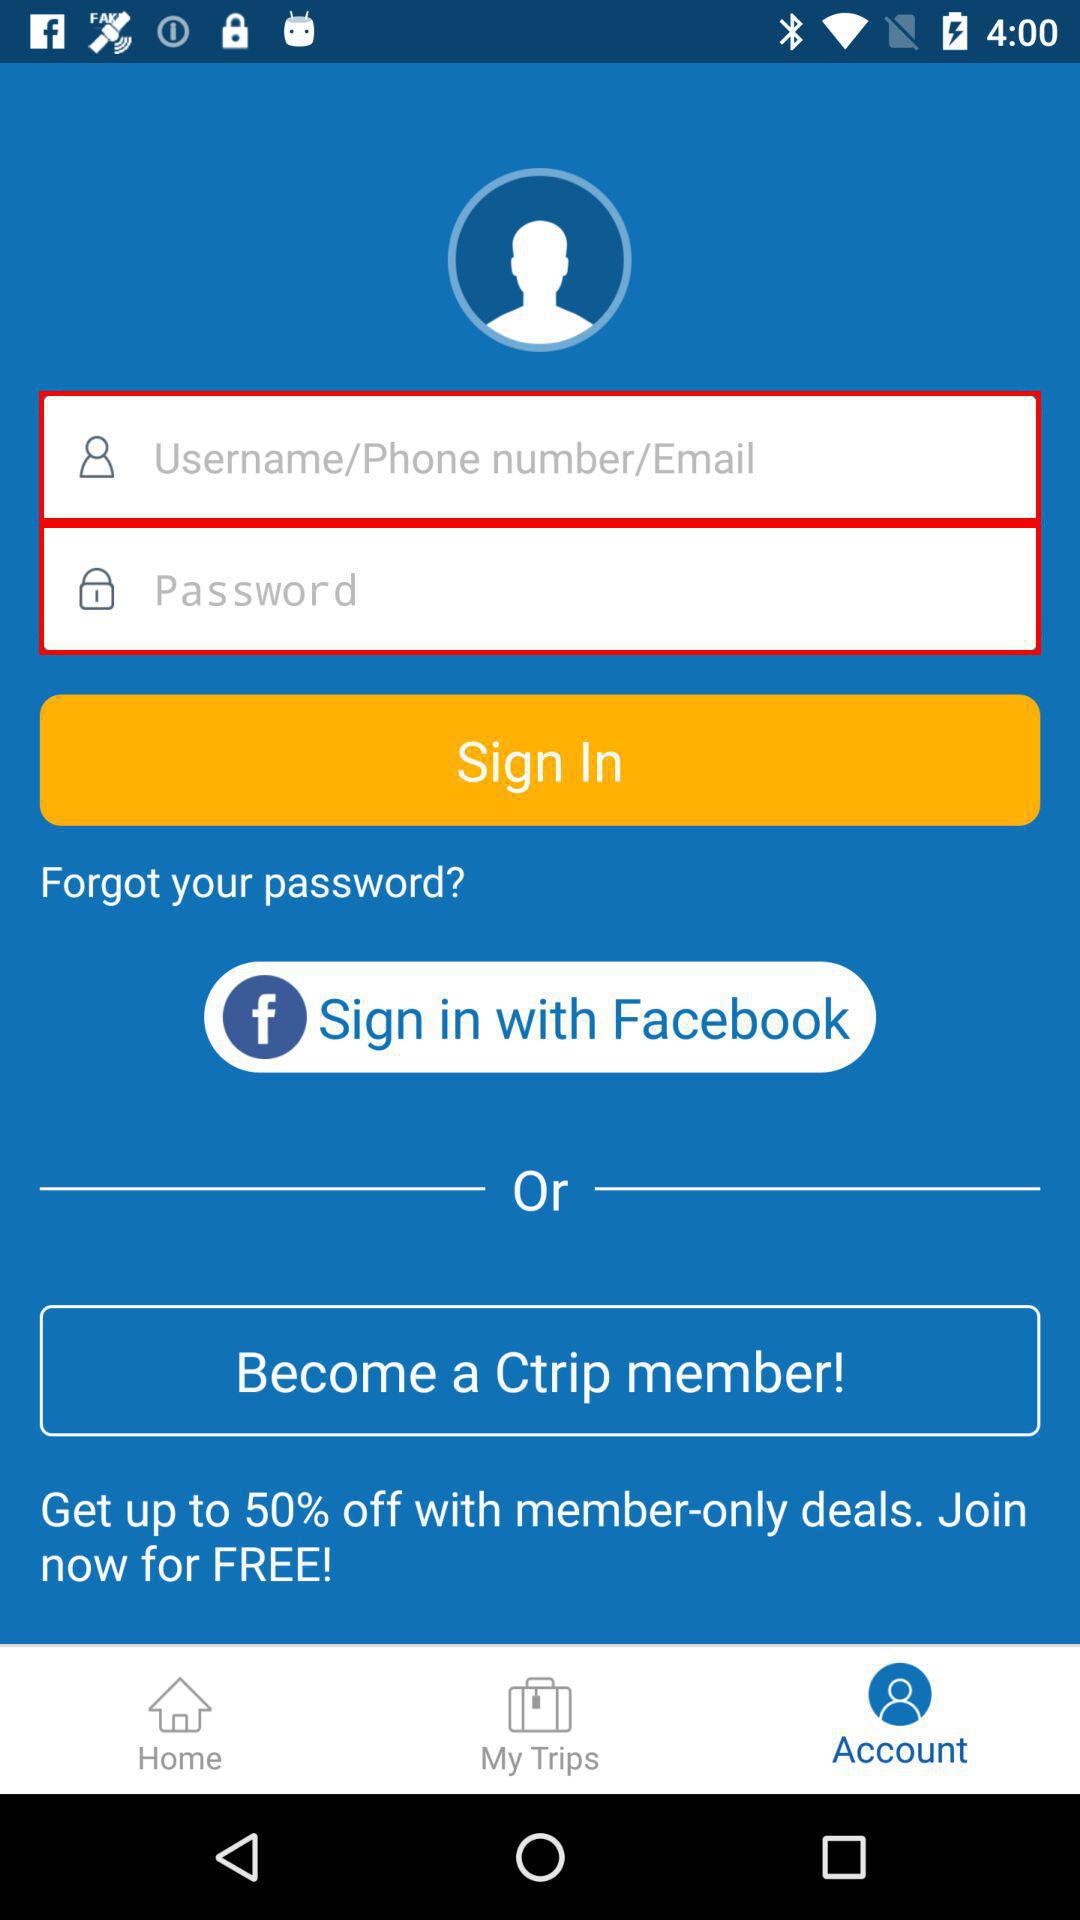 FAKE
4:00
Username/Phone number/Email
Password
Sign In
Forgot your password?
f Sign in with Facebook
Or
Become a Ctrip member!
Get up to 50% off with member-only deals. Join
now for FREE!
Home
My Trips
Account